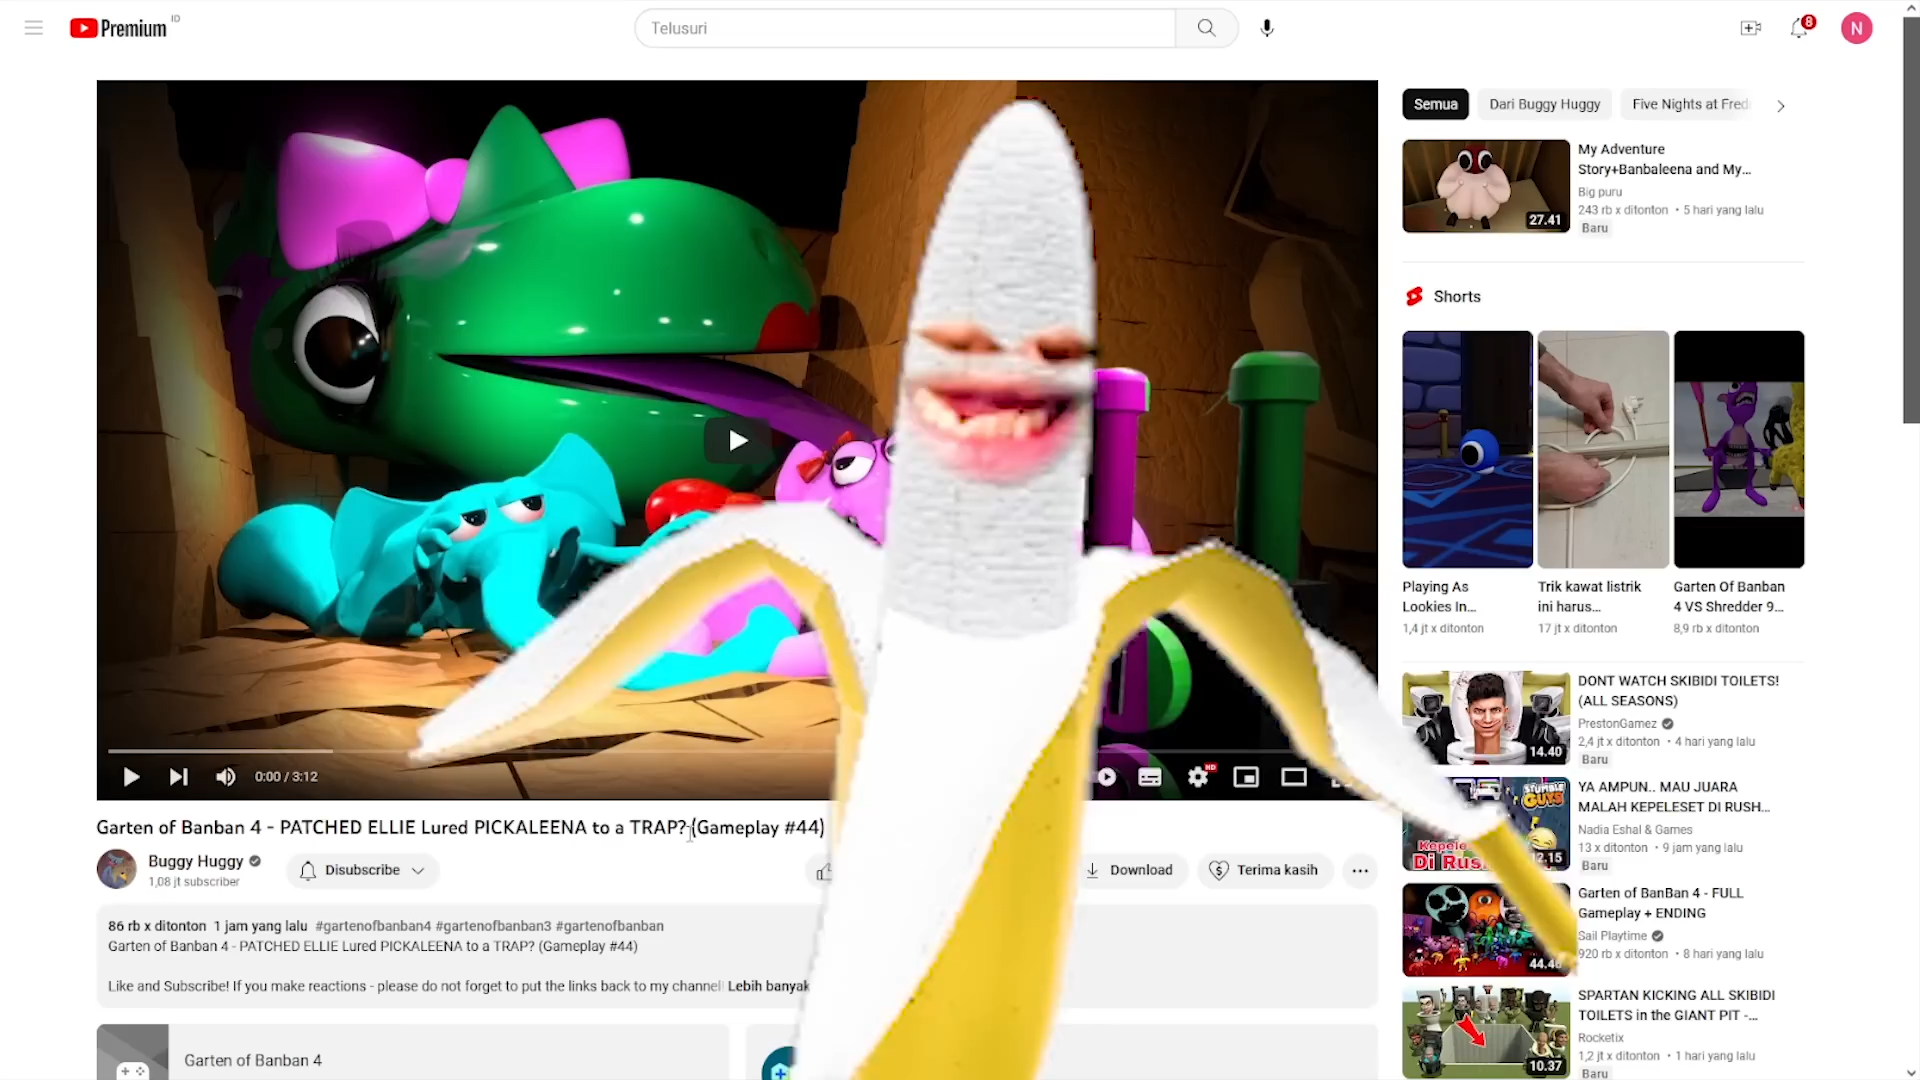 Premium ID
Telusuri
8
N
Semua
Dari Buggy Huggy
Five Nights at Fred
My Adventure
Story+Banbaleena and My...
Big puru
243 rb x ditonton • 5 hari yang lalu
Baru
27.41
Shorts
Playing As
Lookies In...
1,4 jt x ditonton
Trik kawat listrik
ini harus...
17 jt x ditonton
Garten Of Banban
4 VS Shredder 9...
8,9 rb x ditonton
DONT WATCH SKIBIDI TOILETS!
(ALL SEASONS)
PrestonGamez
2,4 jt x ditonton • 4 hari yang lalu
Baru
14.40
YA AMPUN.. MAU JUARA
MALAH KEPELESET DI RUSH...
Nadia Eshal & Games
13 x ditonton • 9 jam yang lalu
Baru
STUMBLE
GUYS
Di Rus
12.15
Garten of BanBan 4 - FULL
Gameplay + ENDING
Sail Playtime
920 rb x ditonton • 8 hari yang lalu
SPARTAN KICKING ALL SKIBIDI
TOILETS in the GIANT PIT -...
Rocketix
1,2 jt x ditonton • 1 hari yang lalu
Baru
10.37
0:00 / 3:12
HD
Garten of Banban 4 - PATCHED ELLIE Lured PICKALEENA to a TRAP? (Gameplay #44)
Buggy Huggy
1,08 jt subscriber
Disubscribe
Download
Terima kasih
86 rb x ditonton 1 jam yang lalu #gartenofbanban4 #gartenofbanban3 #gartenofbanban
Garten of Banban 4 - PATCHED ELLIE Lured PICKALEENA to a TRAP? (Gameplay #44)
Like and Subscribe! If you make reactions - please do not forget to put the links back to my channel! Lebih banyak
Garten of Banban 4